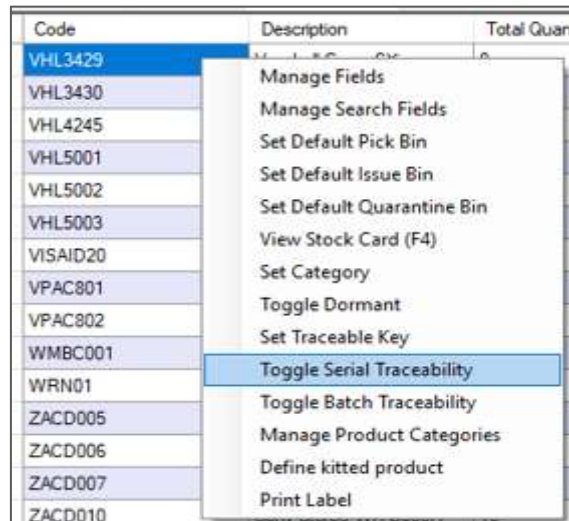 Code Description Total Quan
VHL3429
Manage Fields
VHL3430
Manage Search Fields
VHL4245
Set Default Pick Bin
VHL5001
Set Default Issue Bin
VHL5002
Set Default Quarantine Bin
VHL5003
View Stock Card (F4)
VISAID20
Set Category
VPAC801
Toggle Dormant
VPAC802
Set Traceable Key
WMBC001
Toggle Serial Traceability
WRN01
Toggle Batch Traceability
ZACD005
Manage Product Categories
ZACD006
Define kitted product
ZACD007
Print Label
ZACD010